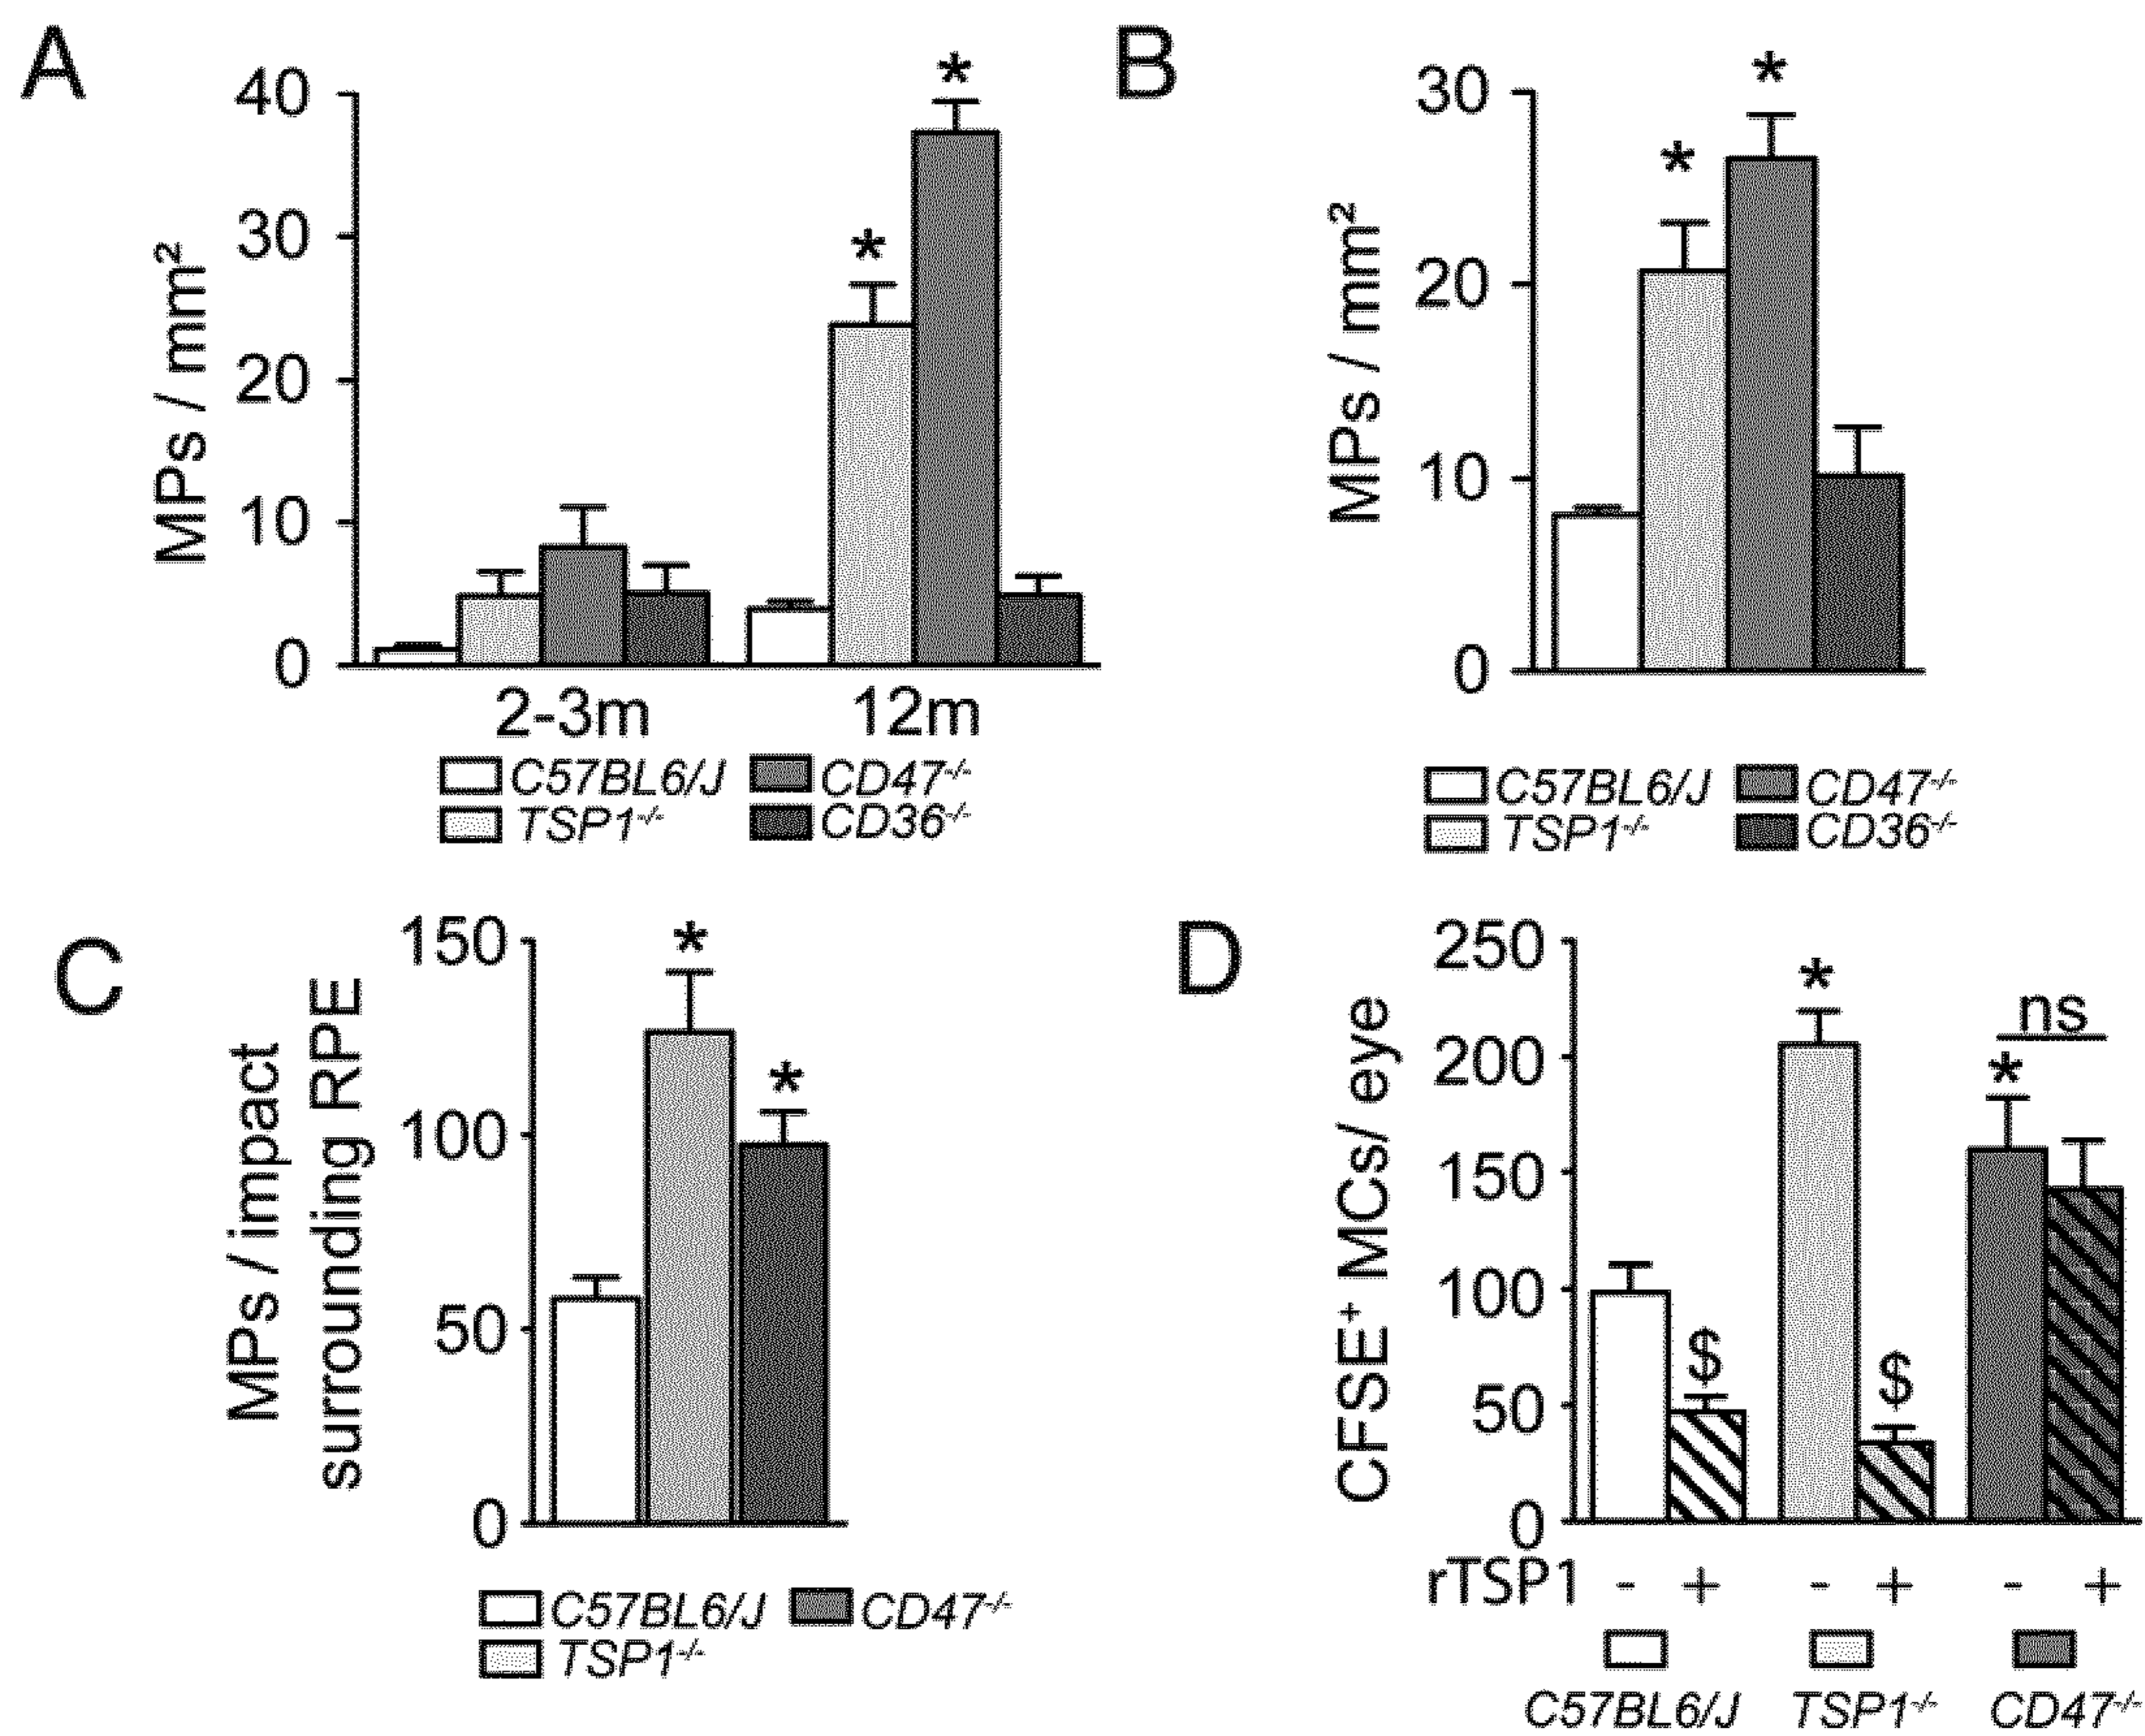 A
MPs / mm²
40
30
20
10
0
*
*
2-3m 12m
C57BL6/J CD47-/-
TSP1-/- CD36-/-
B
MPs / mm²
30
20
10
0
*
*
C57BL6/J CD47-/-
TSP1-/- CD36-/-
C
MPs / impact
surrounding RPE
150
100
50
0
*
*
C57BL6/J CD47-/-
TSP1-/-
D
CFSE⁺ MCs/ eye
250
200
150
100
50
0
$
*
$
*
ns
rTSP1 - + - + - +
C57BL6/J TSP1-/- CD47-/-